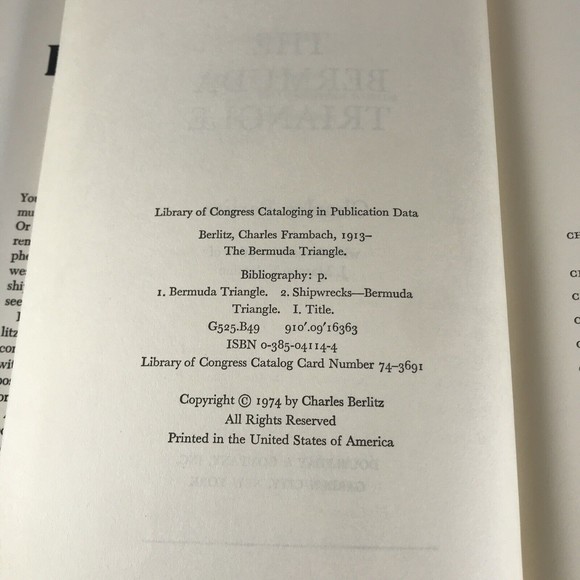 Library of Congress Cataloging in Publication Data
Berlitz, Charles Frambach, 1913–
The Bermuda Triangle.
Bibliography: p.
1. Bermuda Triangle. 2. Shipwrecks—Bermuda
Triangle. I. Title.
G525.B49 910′.09′16363
ISBN 0-385-04114-4
Library of Congress Catalog Card Number 74–3691
Copyright © 1974 by Charles Berlitz
All Rights Reserved
Printed in the United States of America